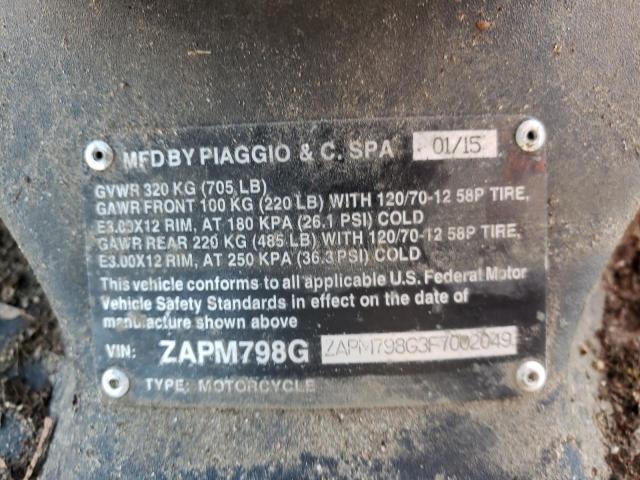 MFD BY PIAGGIO & C. SPA 01/15
GVWR 320 KG (705 LB)
GAWR FRONT 100 KG (220 LB) WITH 120/70-12 58P TIRE,
E3.00X12 RIM, AT 180 KPA (26.1 PSI) COLD
GAWR REAR 220 KG (485 LB) WITH 120/70-12 58P TIRE,
E3.00X12 RIM, AT 250 KPA (36.3 PSI) COLD
This vehicle conforms to all applicable U.S. Federal Motor
Vehicle Safety Standards in effect on the date of
manufacture shown above
VIN: ZAPM798G ZAPM798G3F7002049
TYPE: MOTORCYCLE